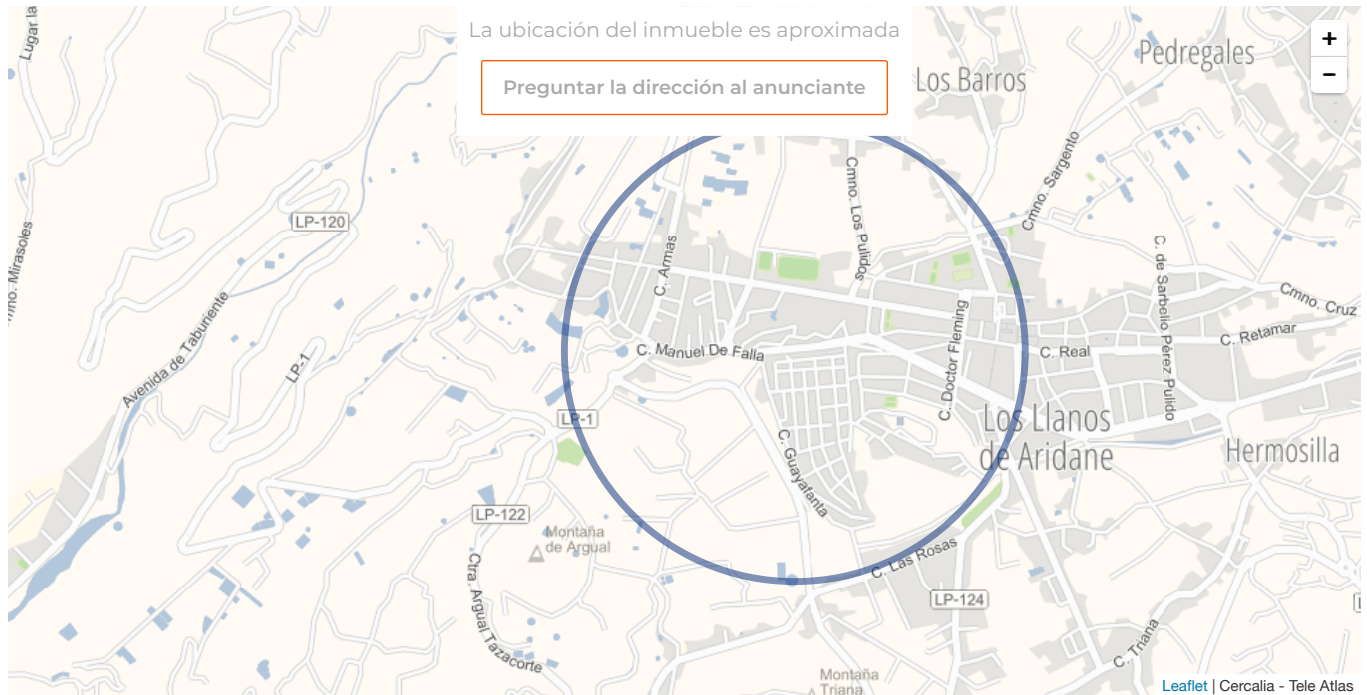 La ubicación del inmueble es aproximada
Preguntar la dirección al anunciante
+
−
Lugar
Pedregales
Los Barros
Cmno. Sargento
Cmno. Los Pulidos
LP-120
C. Armas
C. de Sarbelio Pérez Pulido
Cmno. Cruz
mno. Mirasoles
Avenida de Taburiente
LP-1
C. Manuel De Falla
C. Doctor Fleming
C. Real
C. Retamar
LP-1
Los Llanos
de Aridane
Hermosilla
C. Guayafanta
LP-122
Montaña
de Argual
Ctra. Argual Tazacorte
C. Las Rosas
LP-124
C. Triana
Montaña
Triana
Leaflet | Cercalia - Tele Atlas